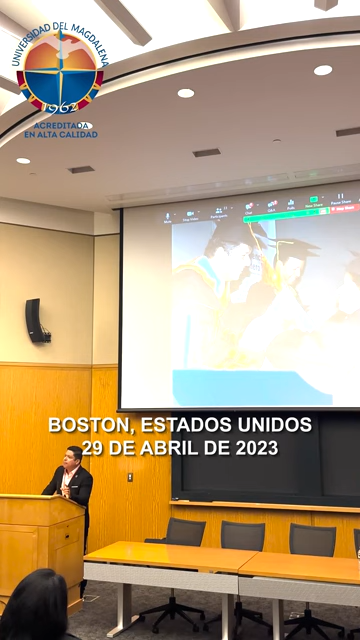 UNIVERSIDAD DEL MAGDALENA
1962
ACREDITADA
EN ALTA CALIDAD
BOSTON, ESTADOS UNIDOS
29 DE ABRIL DE 2023